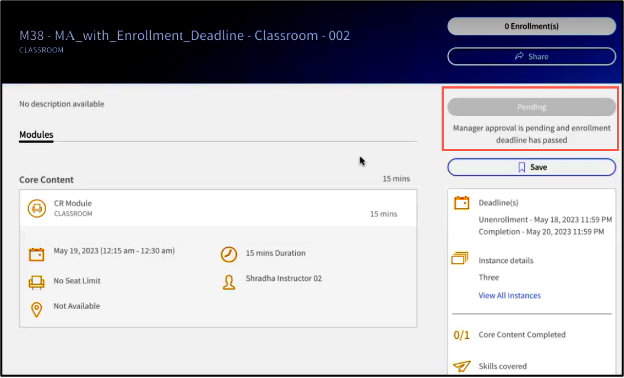 M38 - MA_with_Enrollment_Deadline - Classroom - 002
CLASSROOM
0 Enrollment(s)
Share
No description available
Modules
Core Content
15 mins
CR Module
CLASSROOM
15 mins
May 19, 2023 (12:15 am - 12:30 am)
15 mins Duration
No Seat Limit
Shradha Instructor 02
Not Available
Pending
Manager approval is pending and enrollment
deadline has passed
Save
Deadline(s)
Unenrollment - May 18, 2023 11:59 PM
Completion - May 20, 2023 11:59 PM
Instance details
Three
View All Instances
0/1 Core Content Completed
Skills covered